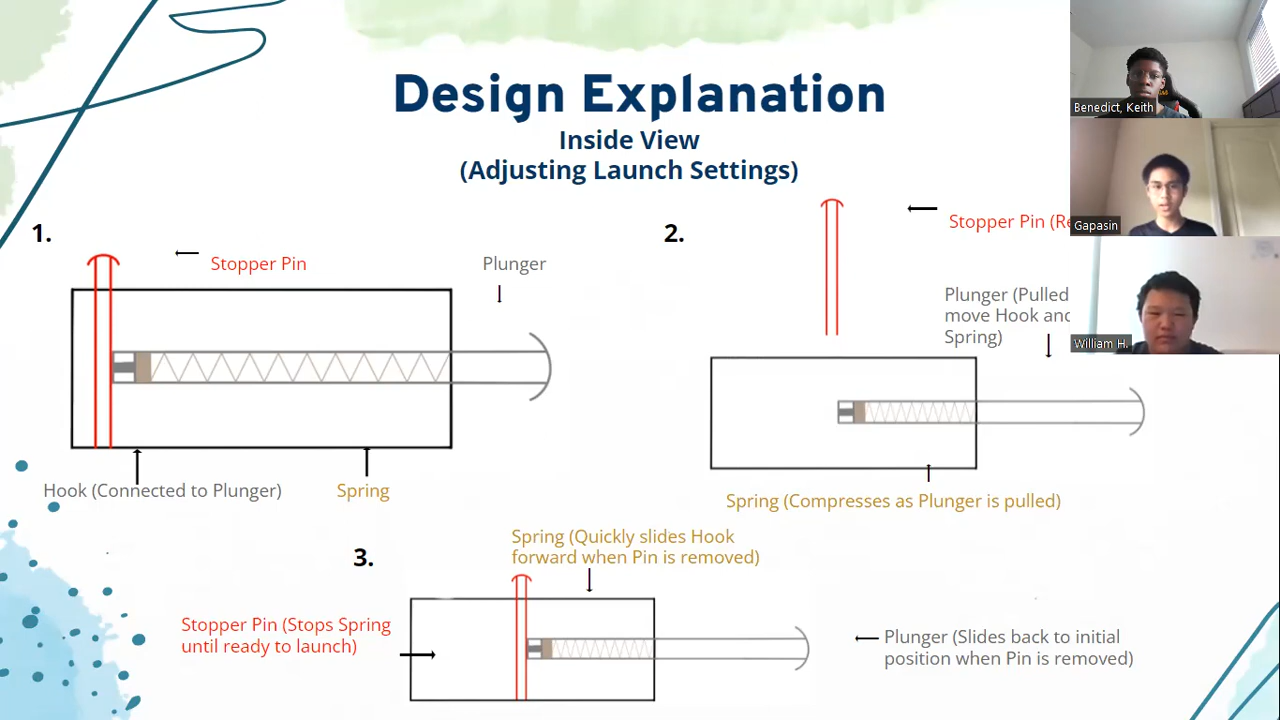 Design Explanation
Inside View
(Adjusting Launch Settings)
Benedict, Keith
Gapasin
William H.
1.
Stopper Pin
Plunger
Hook (Connected to Plunger)
Spring
2.
Stopper Pin
Plunger (Pulled
move Hook and
Spring)
Spring (Compresses as Plunger is pulled)
3.
Spring (Quickly slides Hook
forward when Pin is removed)
Stopper Pin (Stops Spring
until ready to launch)
Plunger (Slides back to initial
position when Pin is removed)